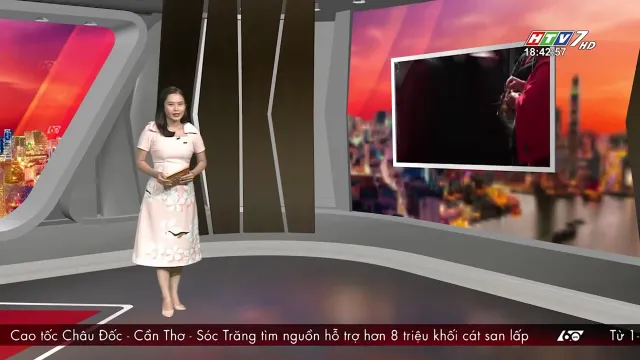 HTV7 HD
18:42:57
Cao tốc Châu Đốc - Cần Thơ - Sóc Trăng tìm nguồn hỗ trợ hơn 8 triệu khối cát san lấp 60 Từ 1-